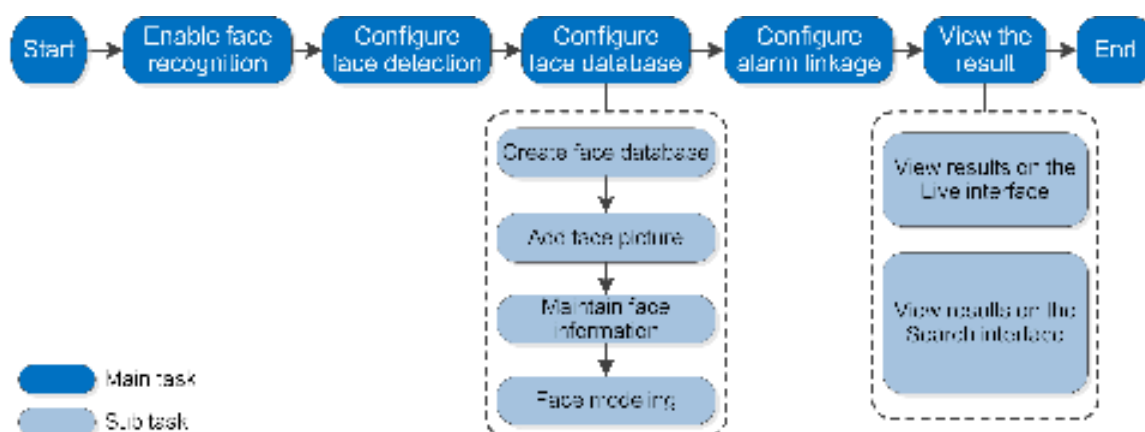 Start
Enable face
recognition
Configure
face detection
Configure
face database
Configure
alarm linkage
View the
result
End
Create face database
Add face picture
Maintain face
information
Face modeling
View results on the
Live interface
View results on the
Search interface
Main task
Sub task